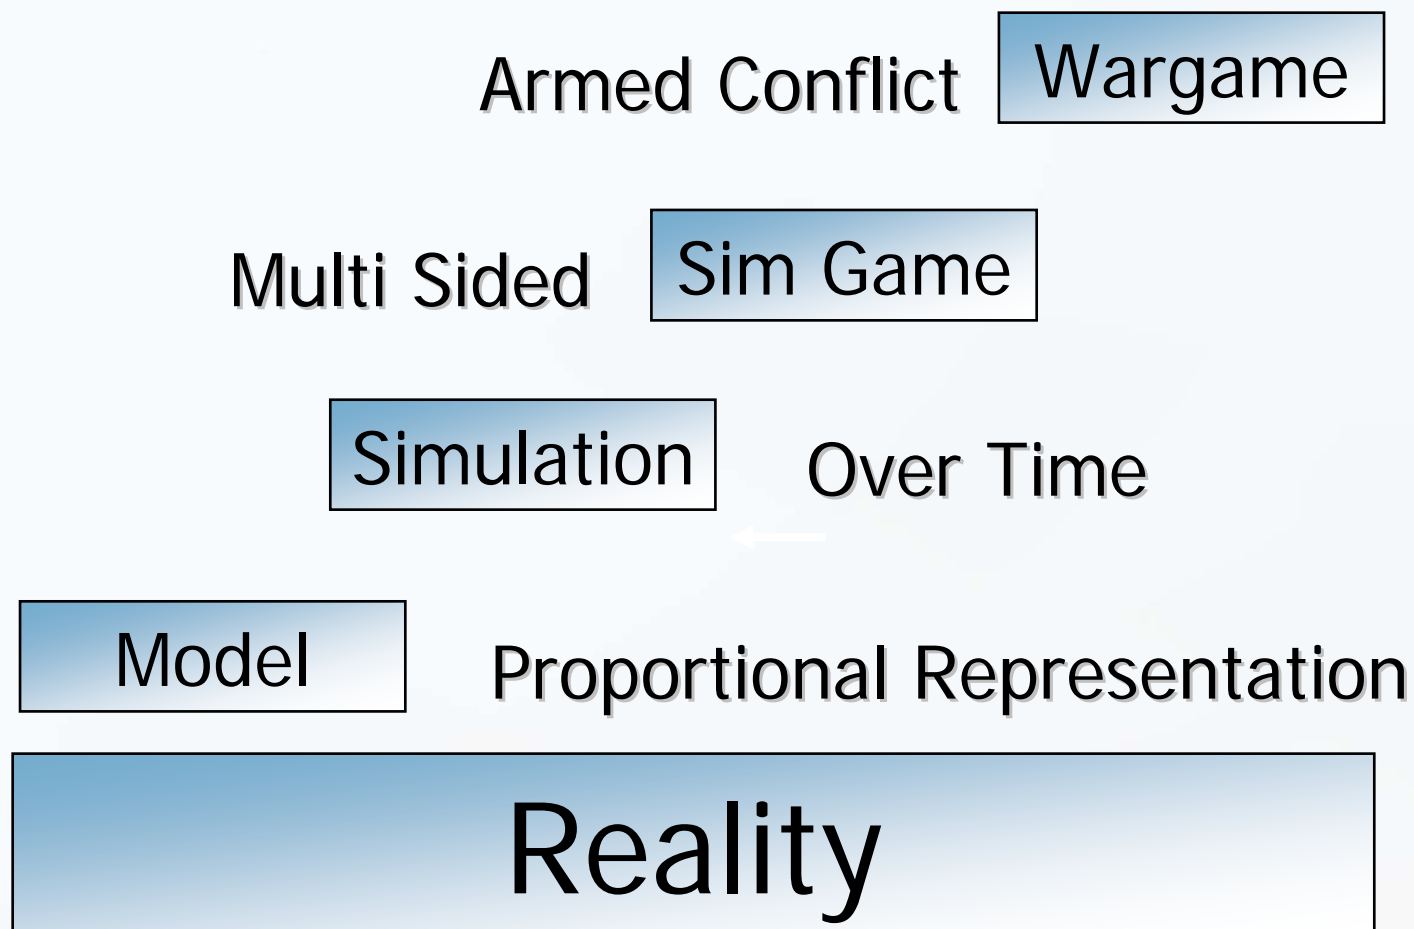 Armed Conflict Wargame
Multi Sided Sim Game
Simulation Over Time
Model Proportional Representation
Reality